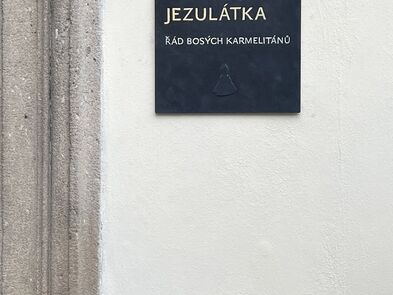 JEZULÁTKA
ŘÁD BOSÝCH KARMELITÁNŮ